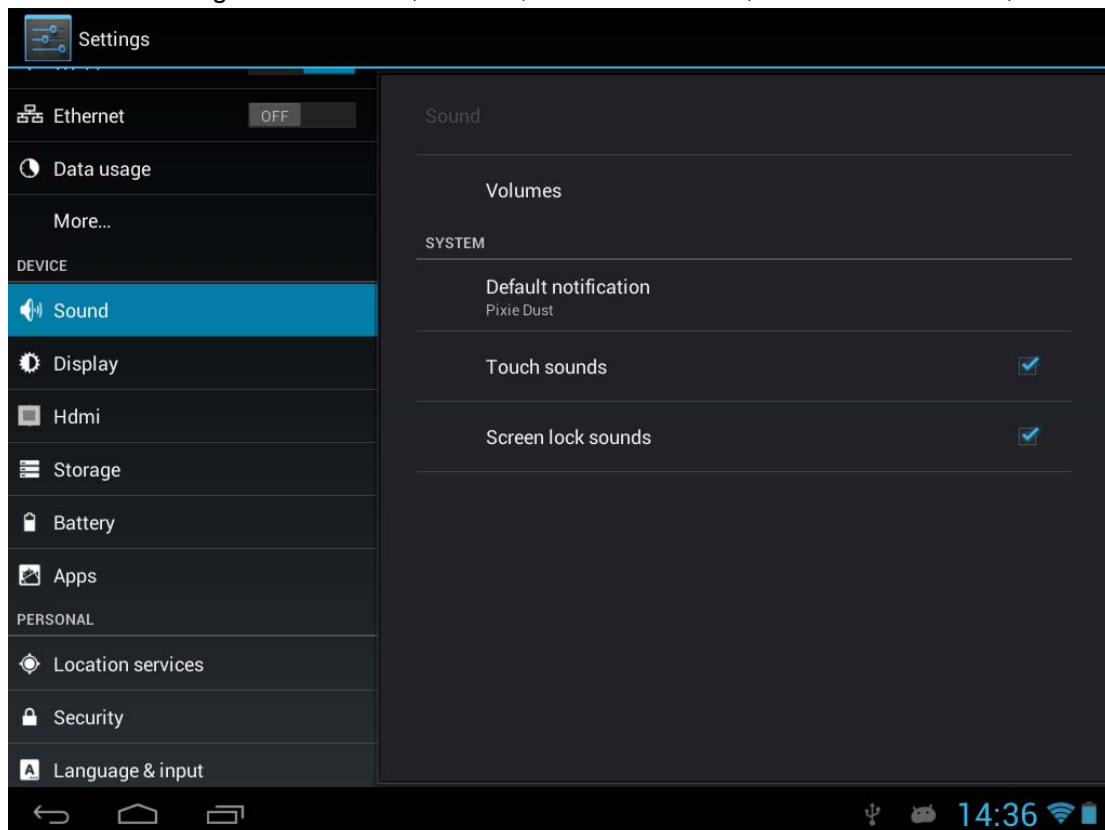 Settings
Ethernet
OFF
Sound
Data usage
Volumes
More...
SYSTEM
DEVICE
Default notification
Pixie Dust
Sound
Display
Touch sounds
Hdmi
Screen lock sounds
Storage
Battery
Apps
PERSONAL
Location services
Security
Language & input
14:36